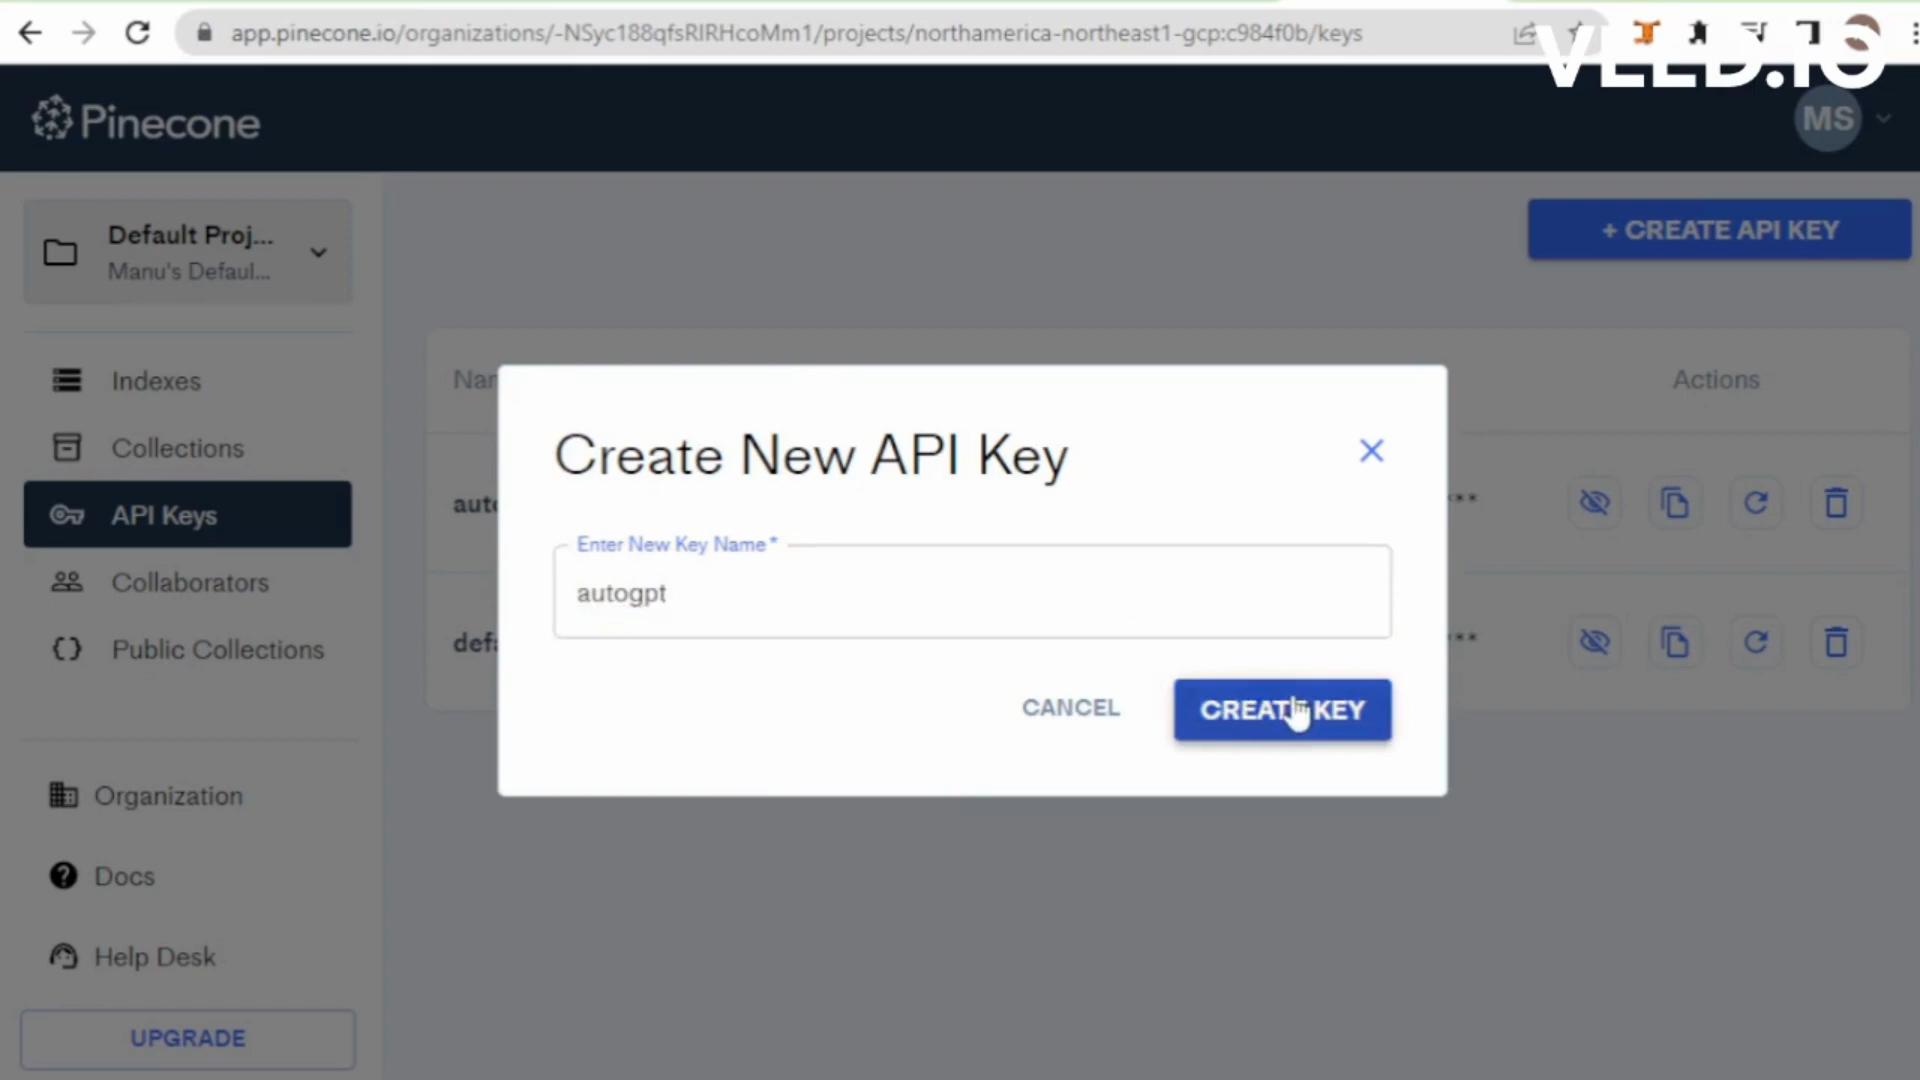 app.pinecone.io/organizations/-NSyc188qfsRlRHcoMm1/projects/northamerica-northeast1-gcp:c984f0b/keys
VEED.IO
Pinecone
MS
Default Proj...
Manu's Defaul...
+ CREATE API KEY
Indexes
Collections
API Keys
Collaborators
Public Collections
Organization
Docs
Help Desk
UPGRADE
Actions
***
***
Create New API Key
Enter New Key Name*
autogpt
CANCEL
CREATE KEY